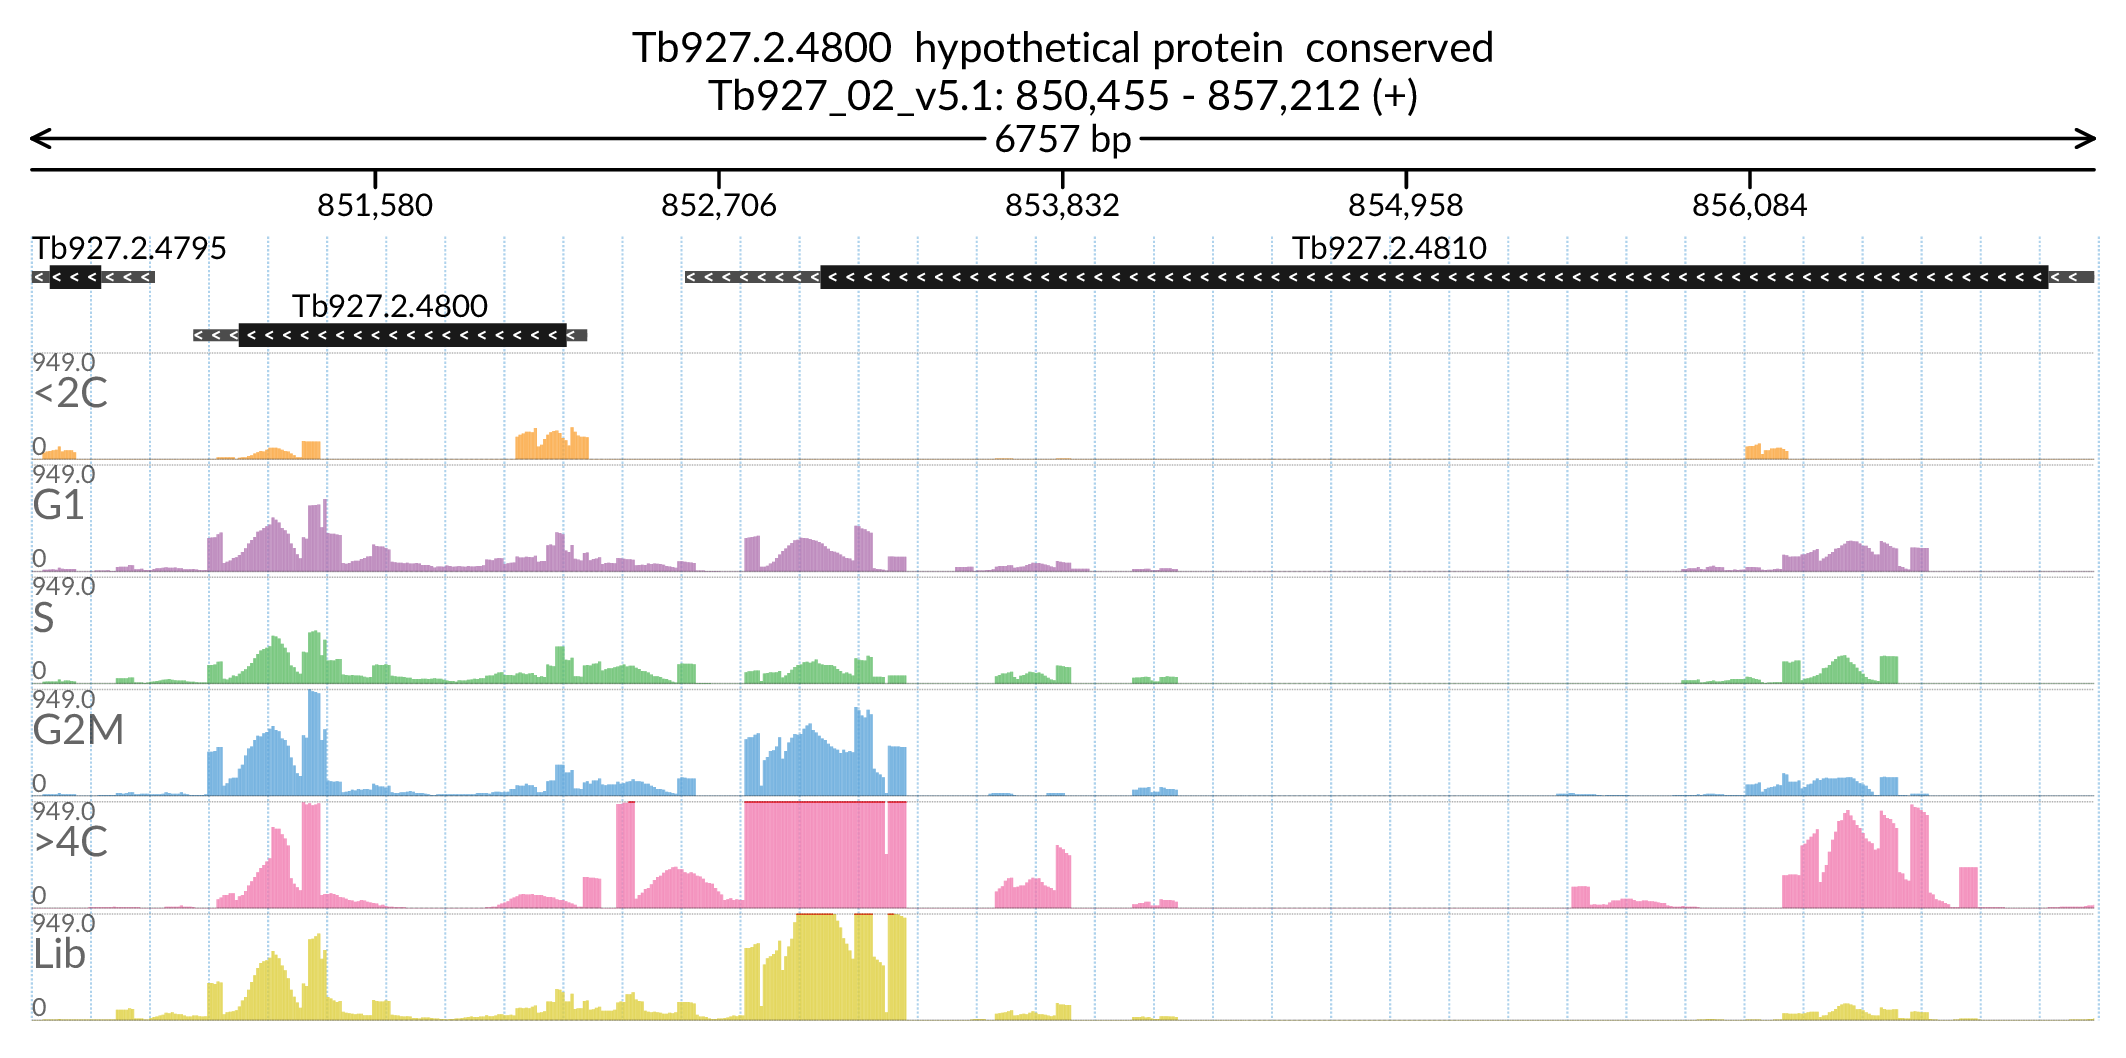 Tb927.2.4800 hypothetical protein conserved
Tb927_02_v5.1: 850,455 - 857,212 (+)
6757 bp
851,580 852,706 853,832 854,958 856,084
Tb927.2.4795 Tb927.2.4810
Tb927.2.4800
949.0
<2C
0
949.0
G1
0
949.0
S
0
949.0
G2M
0
949.0
>4C
0
949.0
Lib
0